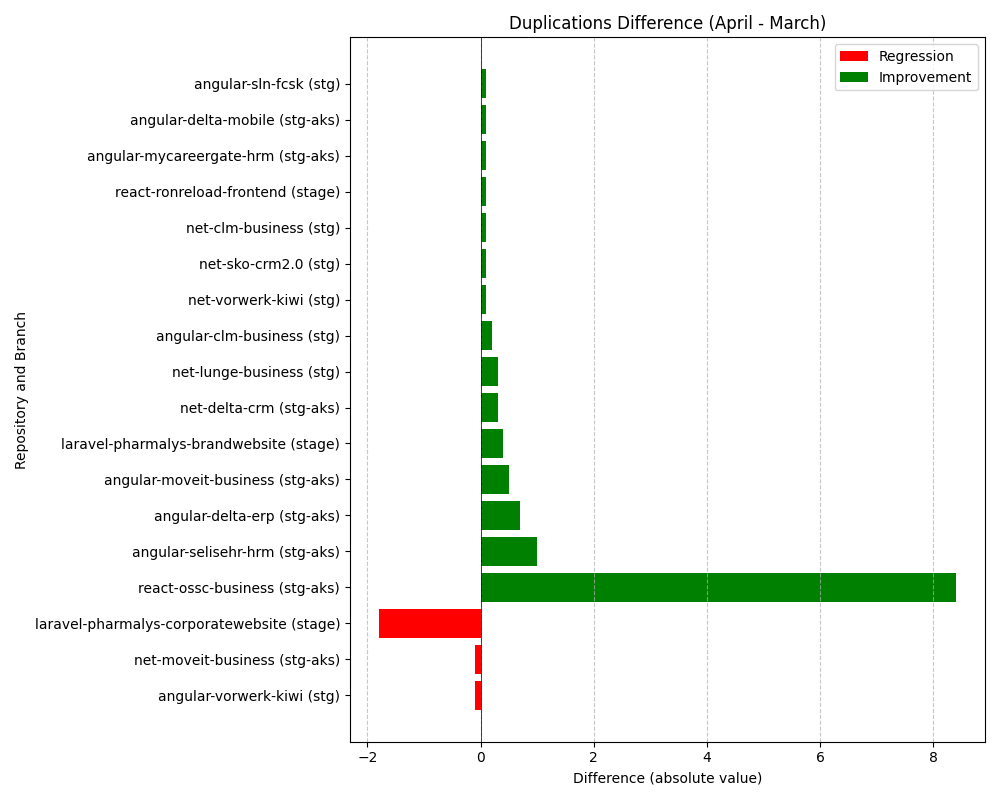 Duplications Difference (April - March)
Regression
Improvement
Repository and Branch
angular-sln-fcsk (stg)
angular-delta-mobile (stg-aks)
angular-mycareergate-hrm (stg-aks)
react-ronreload-frontend (stage)
net-clm-business (stg)
net-sko-crm2.0 (stg)
net-vorwerk-kiwi (stg)
angular-clm-business (stg)
net-lunge-business (stg)
net-delta-crm (stg-aks)
laravel-pharmalys-brandwebsite (stage)
angular-moveit-business (stg-aks)
angular-delta-erp (stg-aks)
angular-selisehr-hrm (stg-aks)
react-ossc-business (stg-aks)
laravel-pharmalys-corporatewebsite (stage)
net-moveit-business (stg-aks)
angular-vorwerk-kiwi (stg)
−2 0 2 4 6 8
Difference (absolute value)